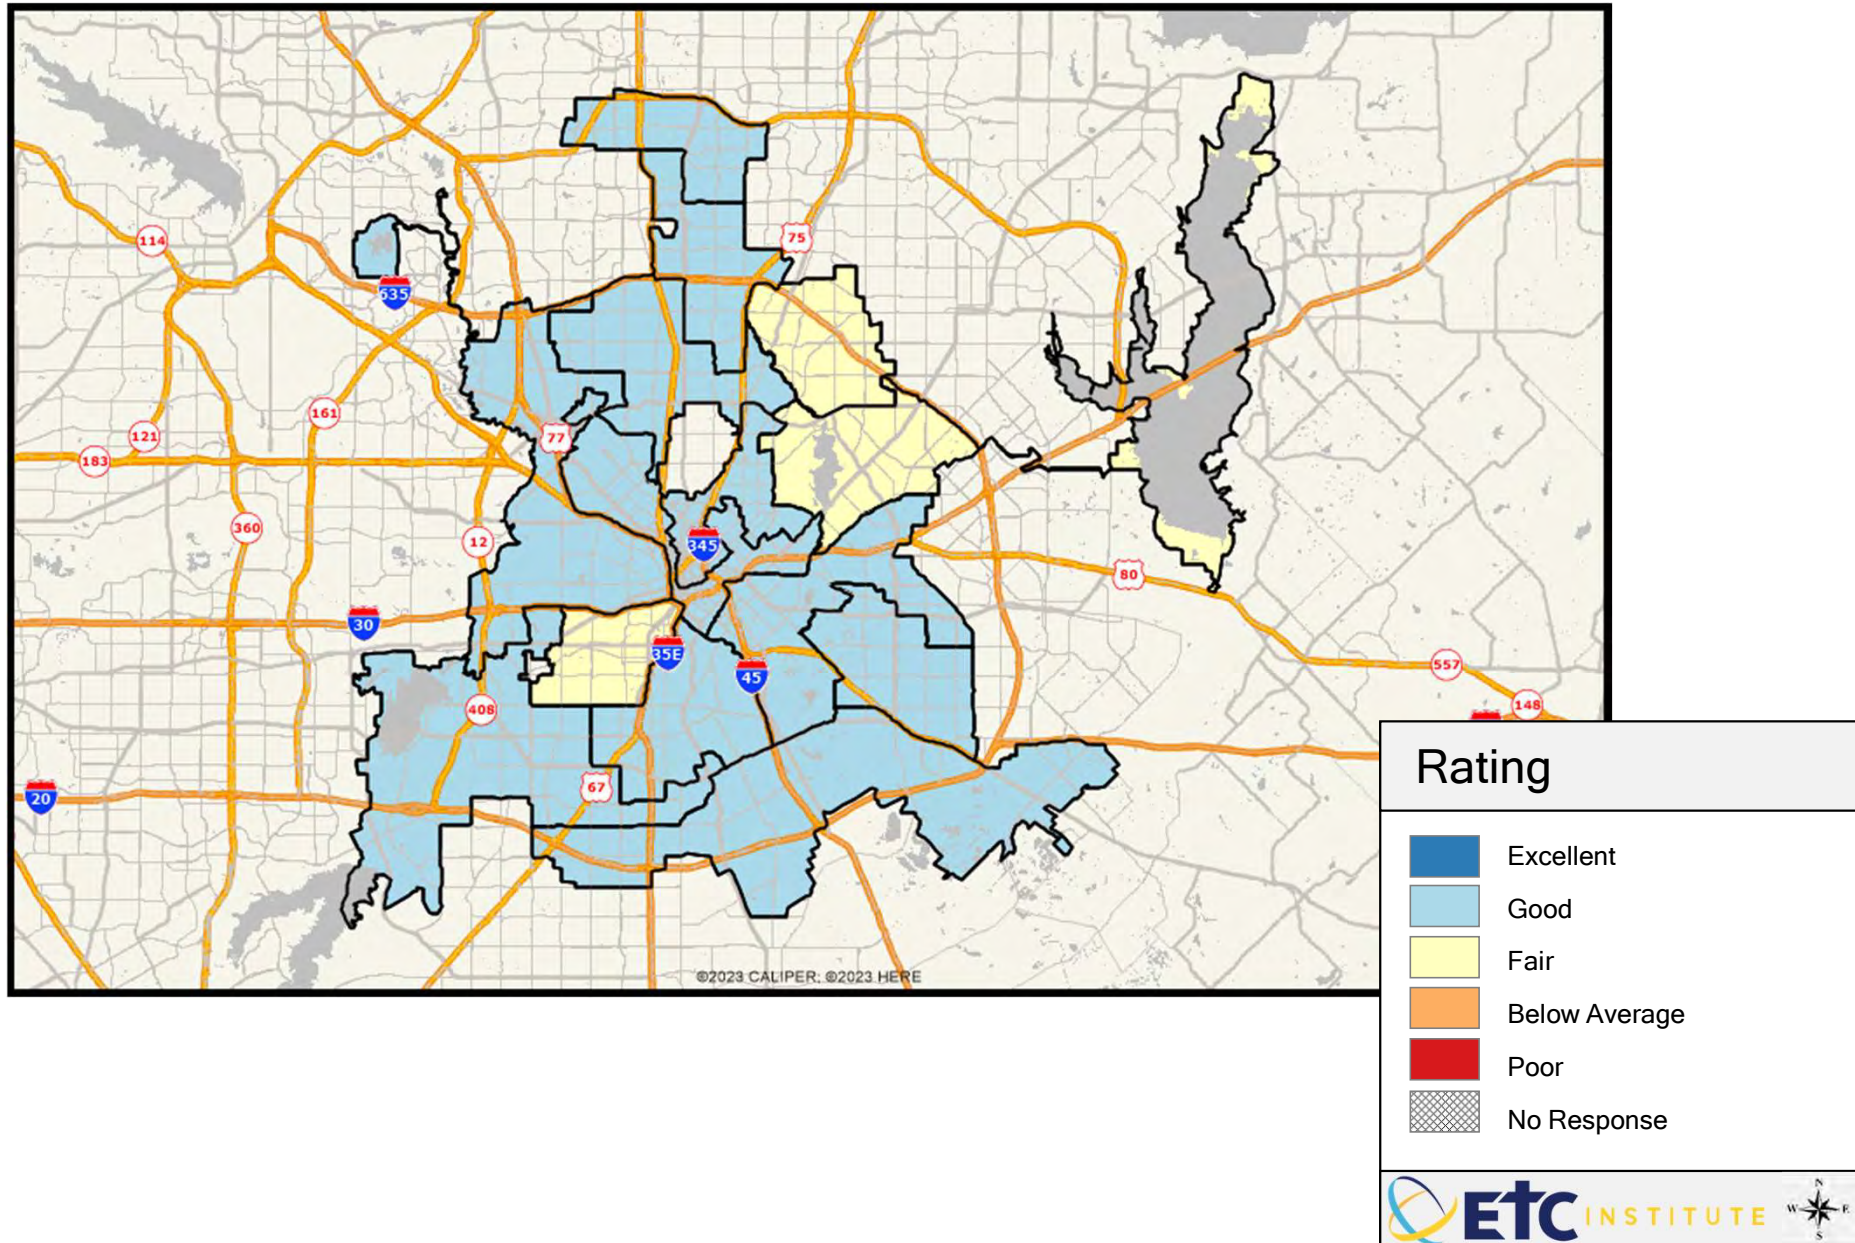 75
114
635
161
121
77
183
360
12
345
80
30
35E
45
557
408
148
67
20
©2023 CALIPER; ©2023 HERE
Rating
Excellent
Good
Fair
Below Average
Poor
No Response
N
W E
S
ETC INSTITUTE